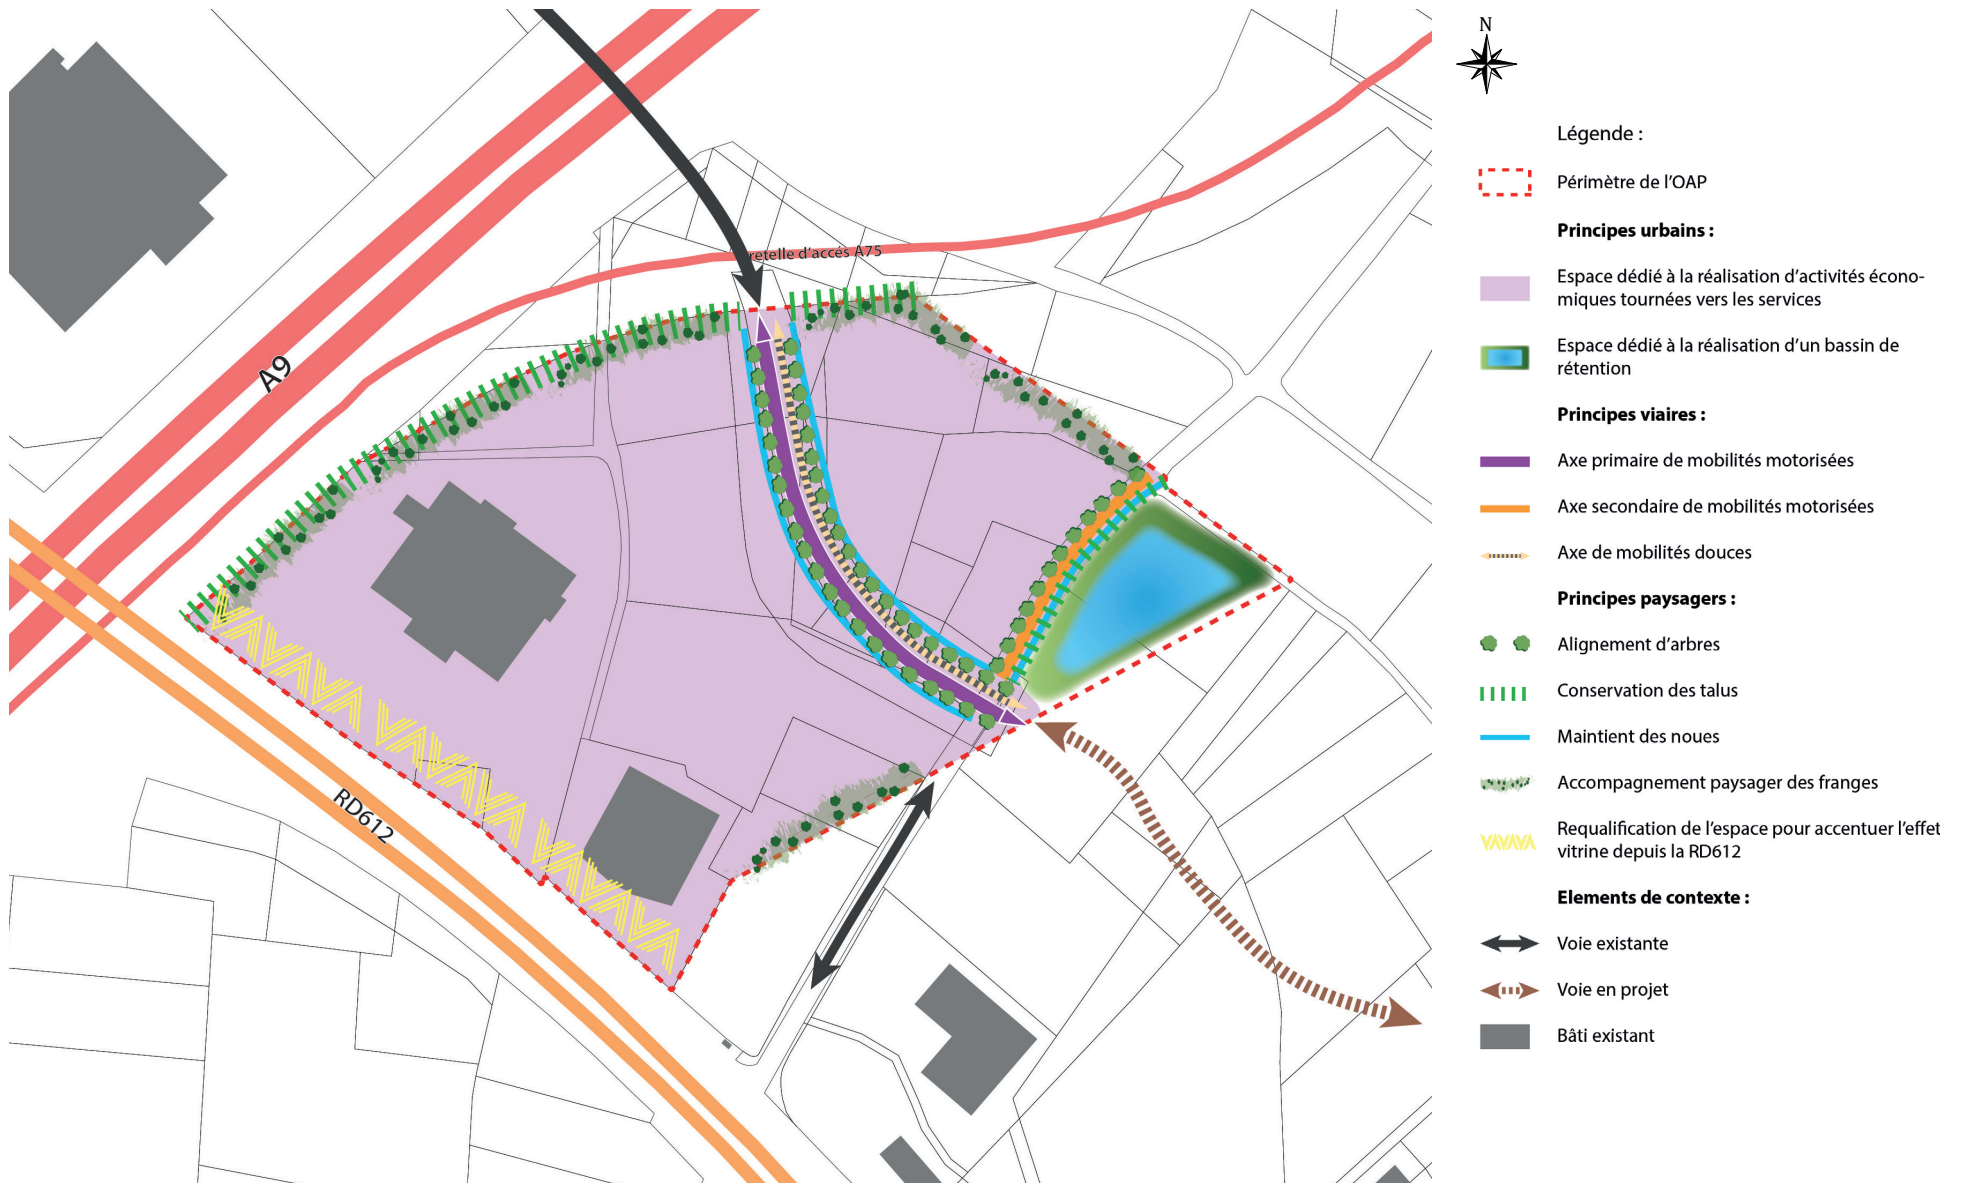 N
Légende :
Périmètre de l'OAP
Principes urbains :
Espace dédié à la réalisation d'activités écono-
miques tournées vers les services
Espace dédié à la réalisation d'un bassin de
rétention
Principes viaires :
Axe primaire de mobilités motorisées
Axe secondaire de mobilités motorisées
Axe de mobilités douces
Principes paysagers :
Alignement d'arbres
Conservation des talus
Maintient des noues
Accompagnement paysager des franges
Requalification de l'espace pour accentuer l'effet
vitrine depuis la RD612
Elements de contexte :
Voie existante
Voie en projet
Bâti existant
retelle d'accés A75
A9
RD612